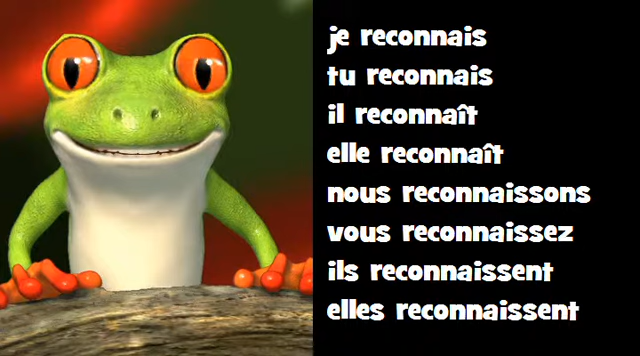 je reconnais
tu reconnais
il reconnaît
elle reconnaît
nous reconnaissons
vous reconnaissez
ils reconnaissent
elles reconnaissent